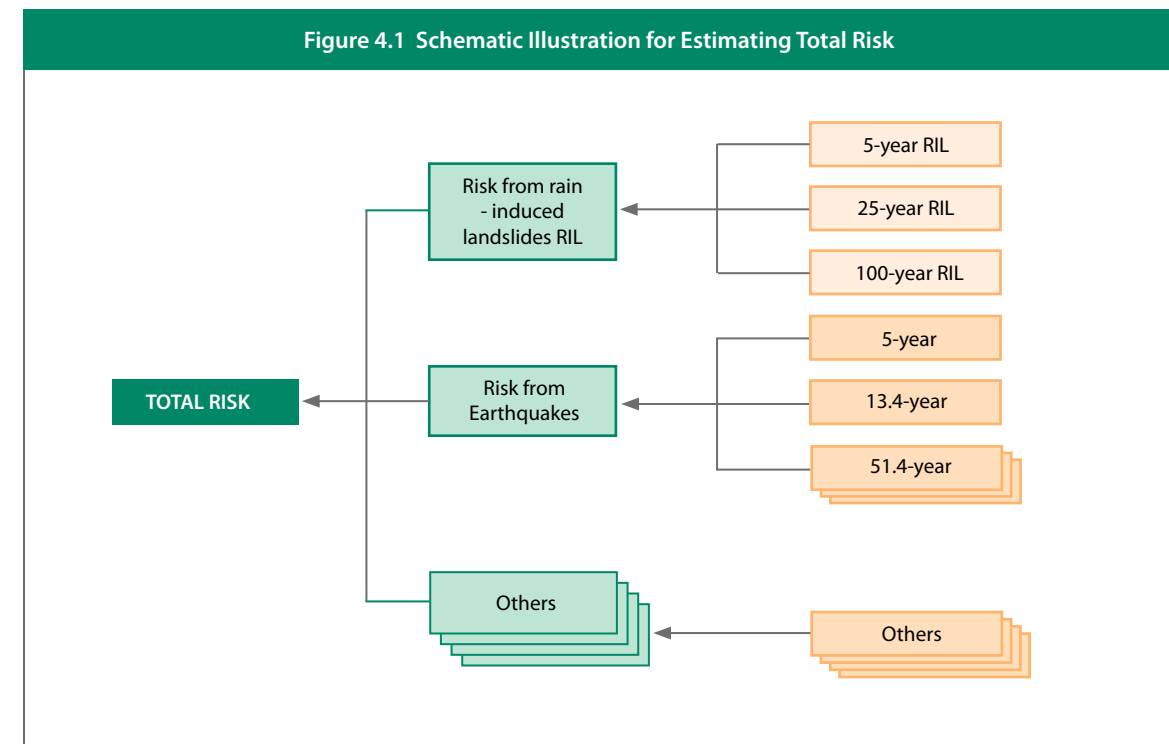 Figure 4.1 Schematic Illustration for Estimating Total Risk
TOTAL RISK
Risk from rain
- induced
landslides RIL
5-year RIL
25-year RIL
100-year RIL
Risk from
Earthquakes
5-year
13.4-year
51.4-year
Others
Others